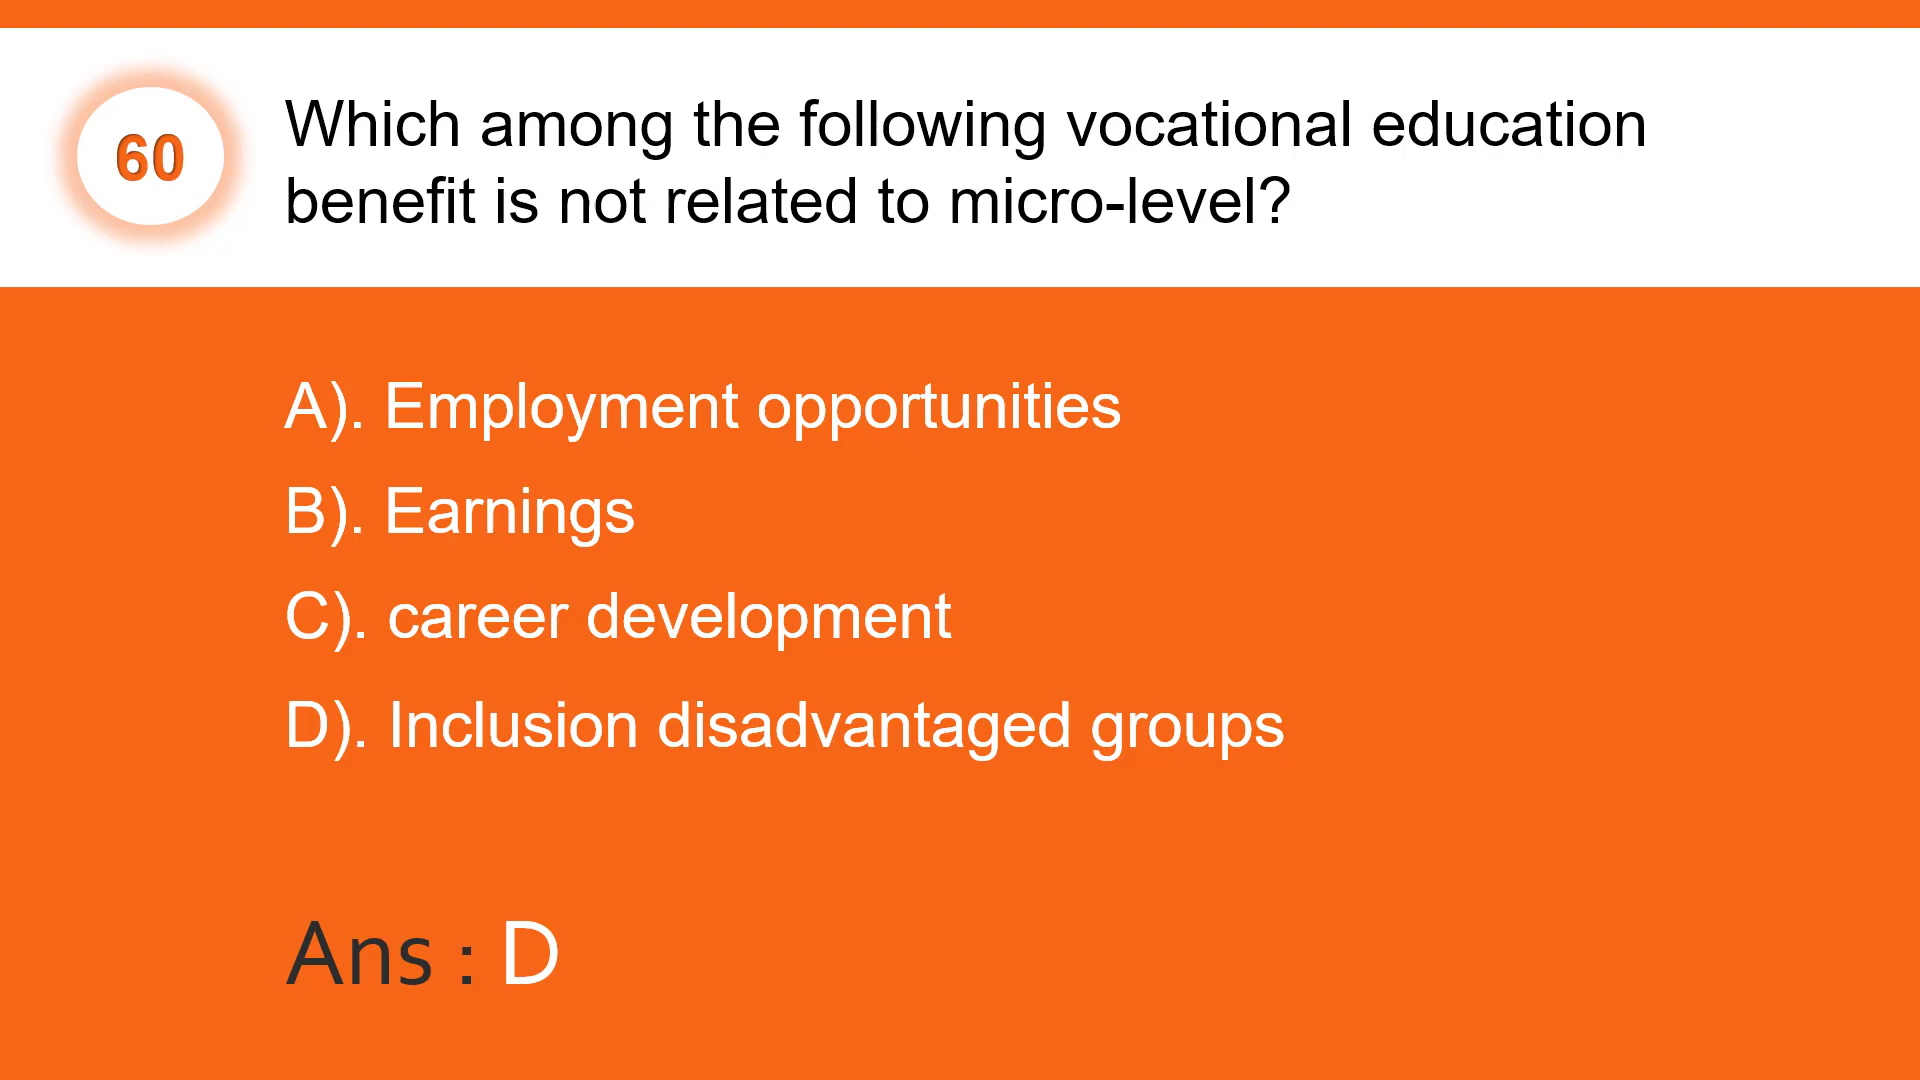 60
Which among the following vocational education
benefit is not related to micro-level?
A). Employment opportunities
B). Earnings
C). career development
D). Inclusion disadvantaged groups
Ans : D